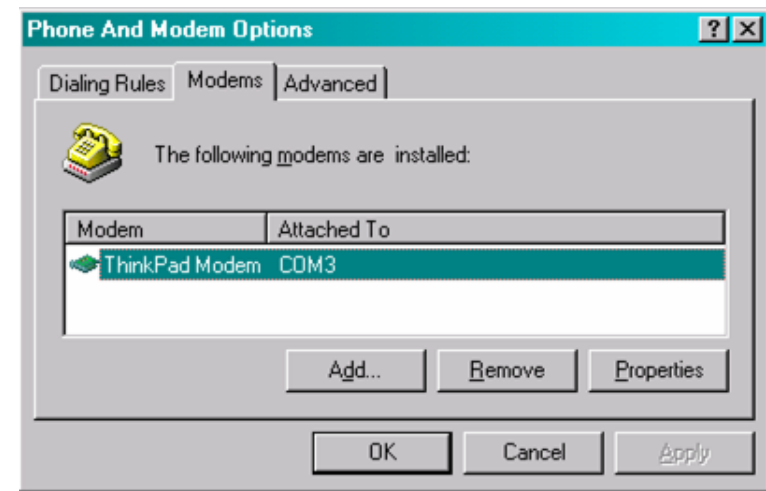 Phone And Modem Options
Dialing Rules Modems Advanced
The following modems are installed:
Modem Attached To
ThinkPad Modem COM3
Add... Remove Properties
OK Cancel Apply